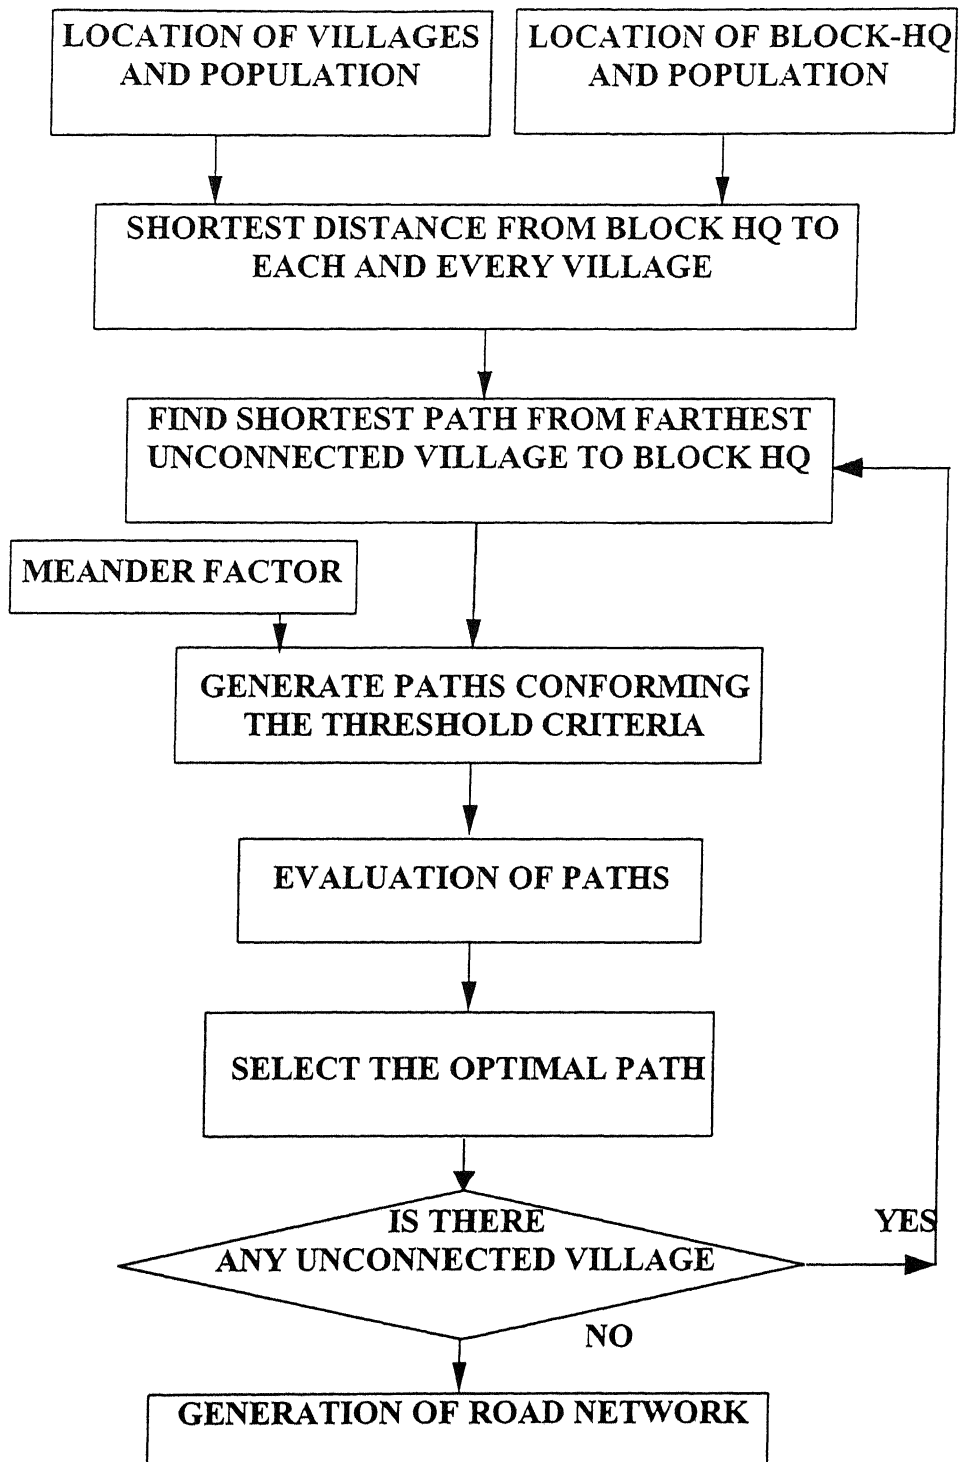 LOCATION OF VILLAGES
AND POPULATION
LOCATION OF BLOCK-HQ
AND POPULATION
SHORTEST DISTANCE FROM BLOCK HQ TO
EACH AND EVERY VILLAGE
FIND SHORTEST PATH FROM FARTHEST
UNCONNECTED VILLAGE TO BLOCK HQ
MEANDER FACTOR
GENERATE PATHS CONFORMING
THE THRESHOLD CRITERIA
EVALUATION OF PATHS
SELECT THE OPTIMAL PATH
IS THERE
ANY UNCONNECTED VILLAGE
YES
NO
GENERATION OF ROAD NETWORK